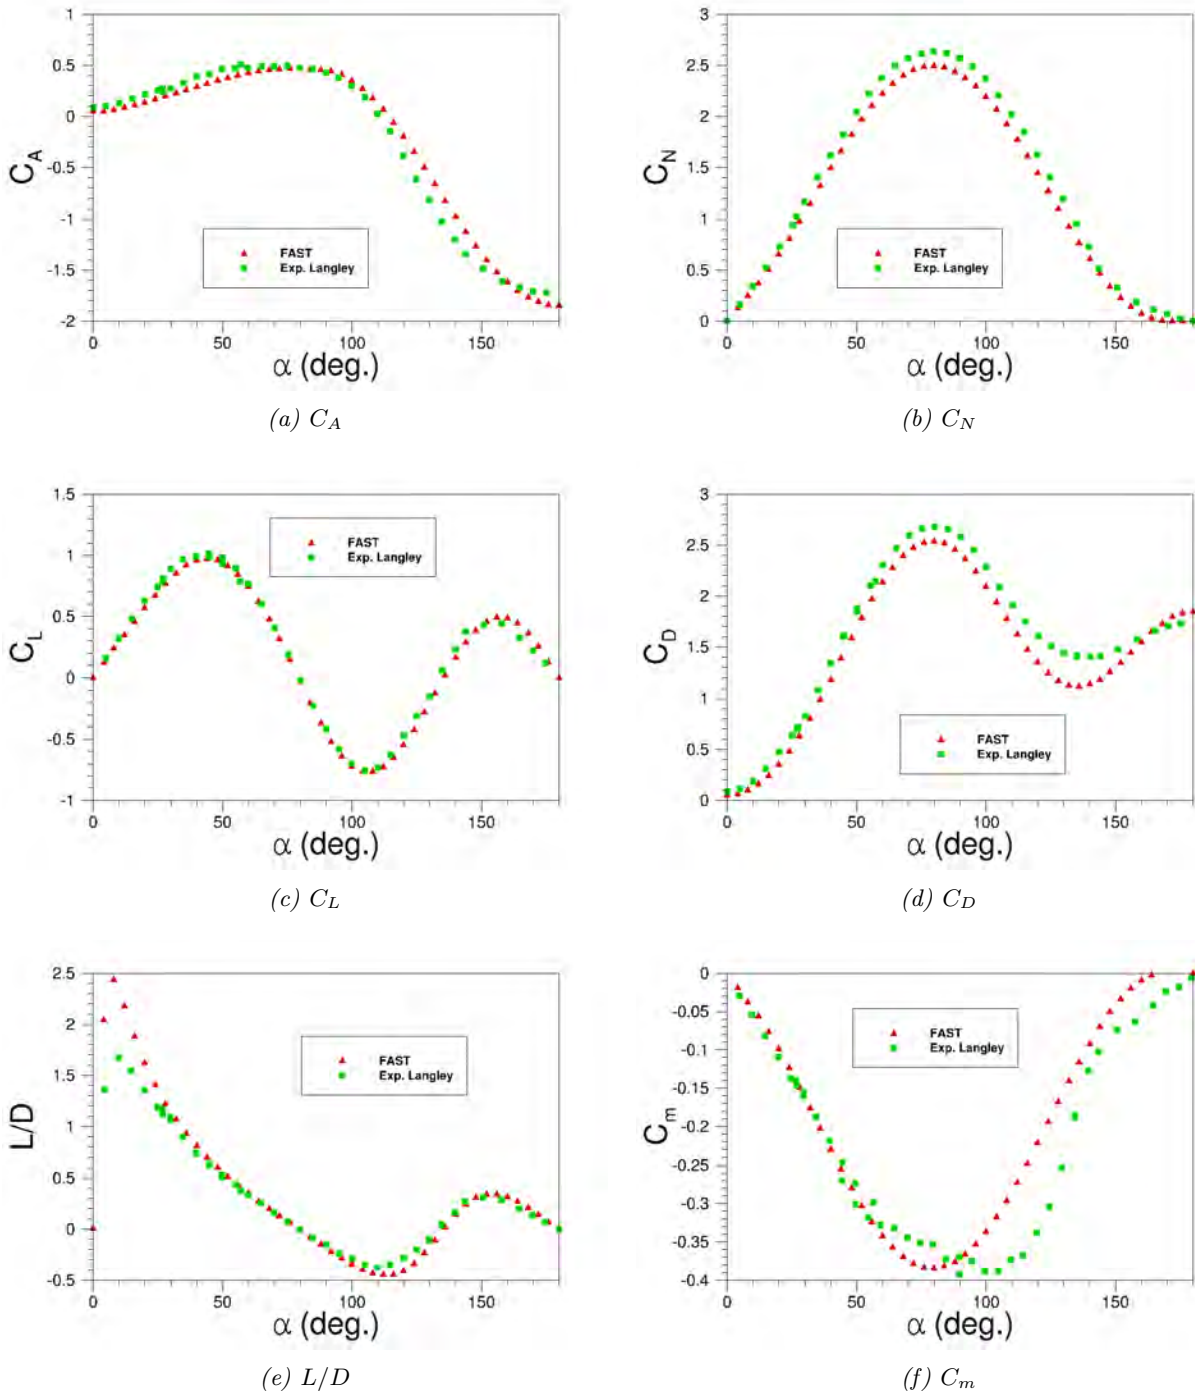 1
0.5
0
-0.5
-1
-1.5
-2
C_A
FAST
Exp. Langley
0 50 100 150
α (deg.)
(a) C_A
3
2.5
2
1.5
1
0.5
0
C_N
FAST
Exp. Langley
0 50 100 150
α (deg.)
(b) C_N
1.5
1
0.5
0
-0.5
-1
C_L
FAST
Exp. Langley
0 50 100 150
α (deg.)
(c) C_L
3
2.5
2
1.5
1
0.5
0
C_D
FAST
Exp. Langley
0 50 100 150
α (deg.)
(d) C_D
2.5
2
1.5
1
0.5
0
-0.5
L/D
FAST
Exp. Langley
0 50 100 150
α (deg.)
(e) L/D
0
-0.05
-0.1
-0.15
-0.2
-0.25
-0.3
-0.35
-0.4
C_m
FAST
Exp. Langley
0 50 100 150
α (deg.)
(f) C_m